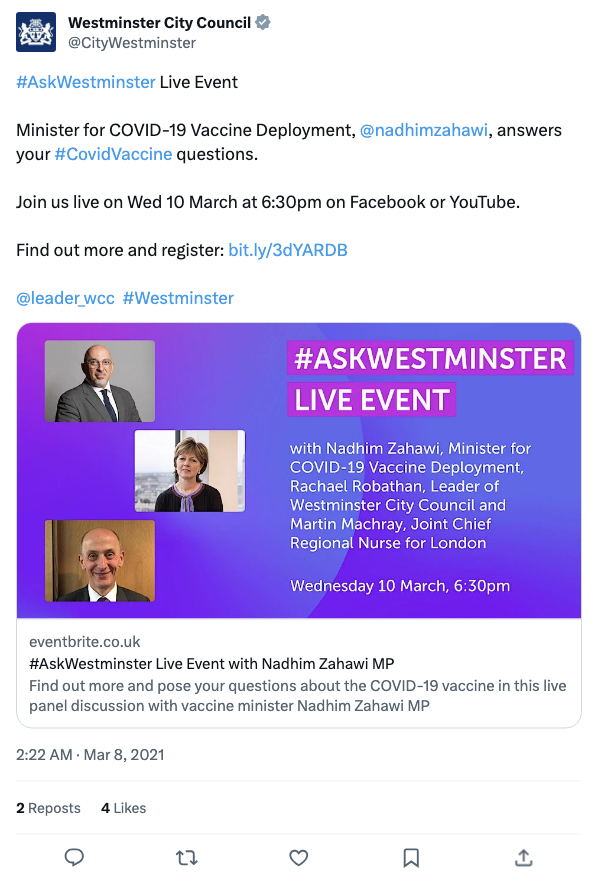 Westminster City Council
@CityWestminster
#AskWestminster Live Event
Minister for COVID-19 Vaccine Deployment, @nadhimzahawi, answers
your #CovidVaccine questions.
Join us live on Wed 10 March at 6:30pm on Facebook or YouTube.
Find out more and register: bit.ly/3dYARDB
@leader_wcc #Westminster
#ASKWESTMINSTER
LIVE EVENT
with Nadhim Zahawi, Minister for
COVID-19 Vaccine Deployment,
Rachael Robathan, Leader of
Westminster City Council and
Martin Machray, Joint Chief
Regional Nurse for London
Wednesday 10 March, 6:30pm
eventbrite.co.uk
#AskWestminster Live Event with Nadhim Zahawi MP
Find out more and pose your questions about the COVID-19 vaccine in this live
panel discussion with vaccine minister Nadhim Zahawi MP
2:22 AM · Mar 8, 2021
2 Reposts 4 Likes